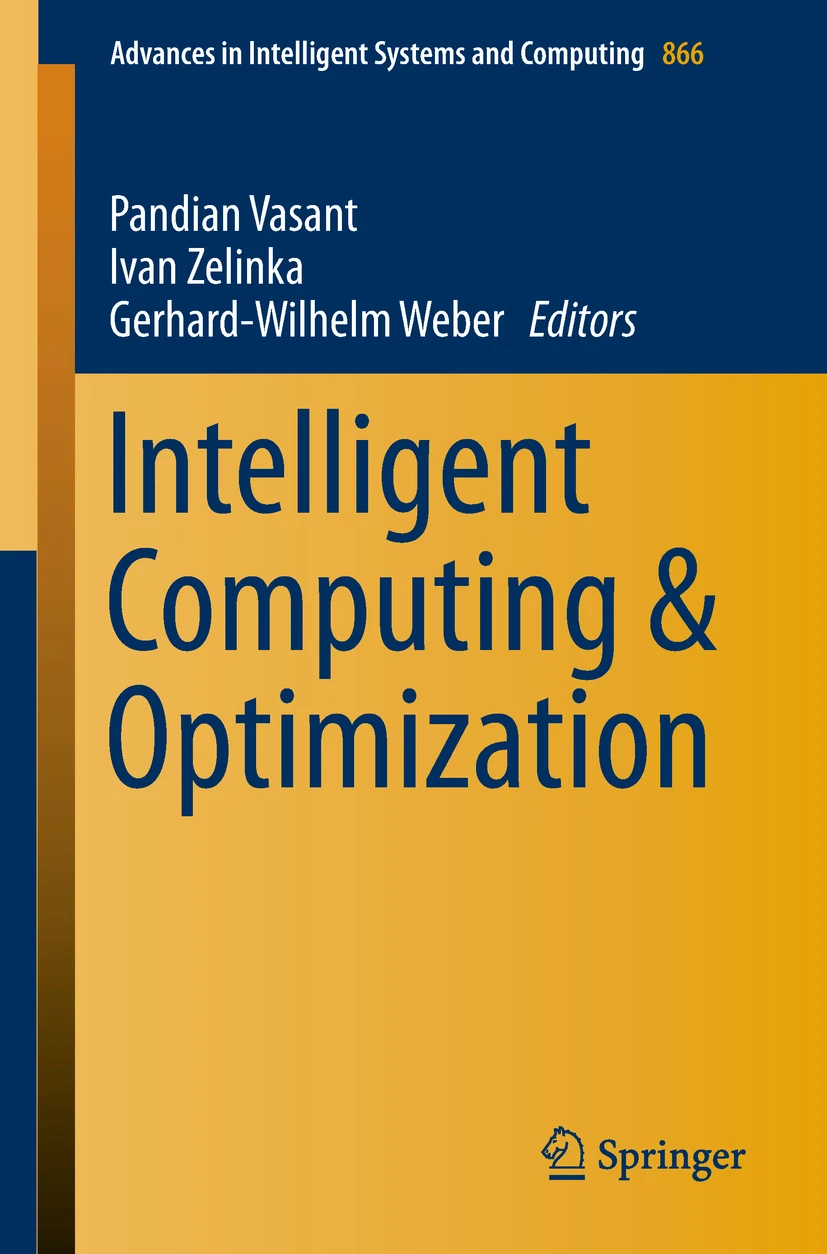 Advances in Intelligent Systems and Computing 866
Pandian Vasant
Ivan Zelinka
Gerhard-Wilhelm Weber Editors
Intelligent
Computing &
Optimization
Springer